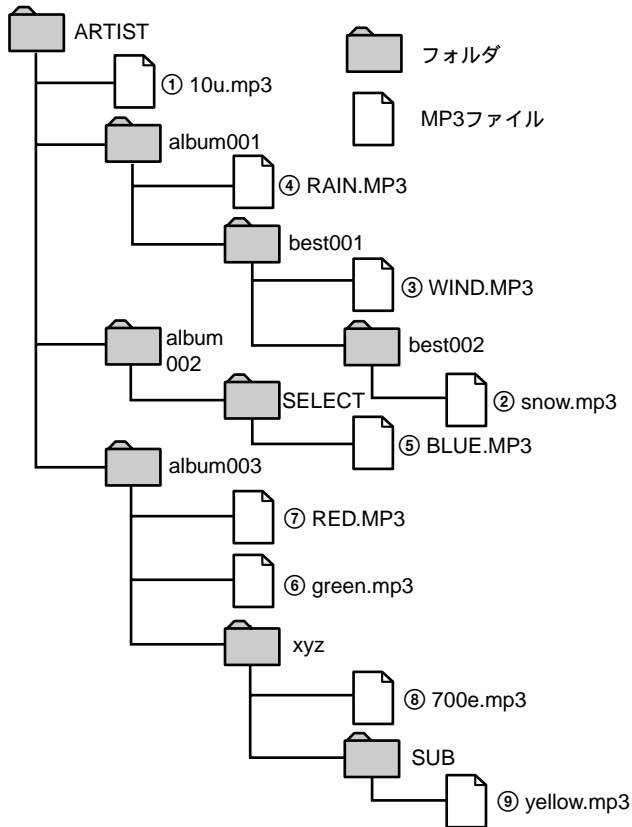 ARTIST
フォルダ
① 10u.mp3
MP3ファイル
album001
④ RAIN.MP3
best001
③ WIND.MP3
album
002
best002
② snow.mp3
SELECT
⑤ BLUE.MP3
album003
⑦ RED.MP3
⑥ green.mp3
xyz
⑧ 700e.mp3
SUB
⑨ yellow.mp3